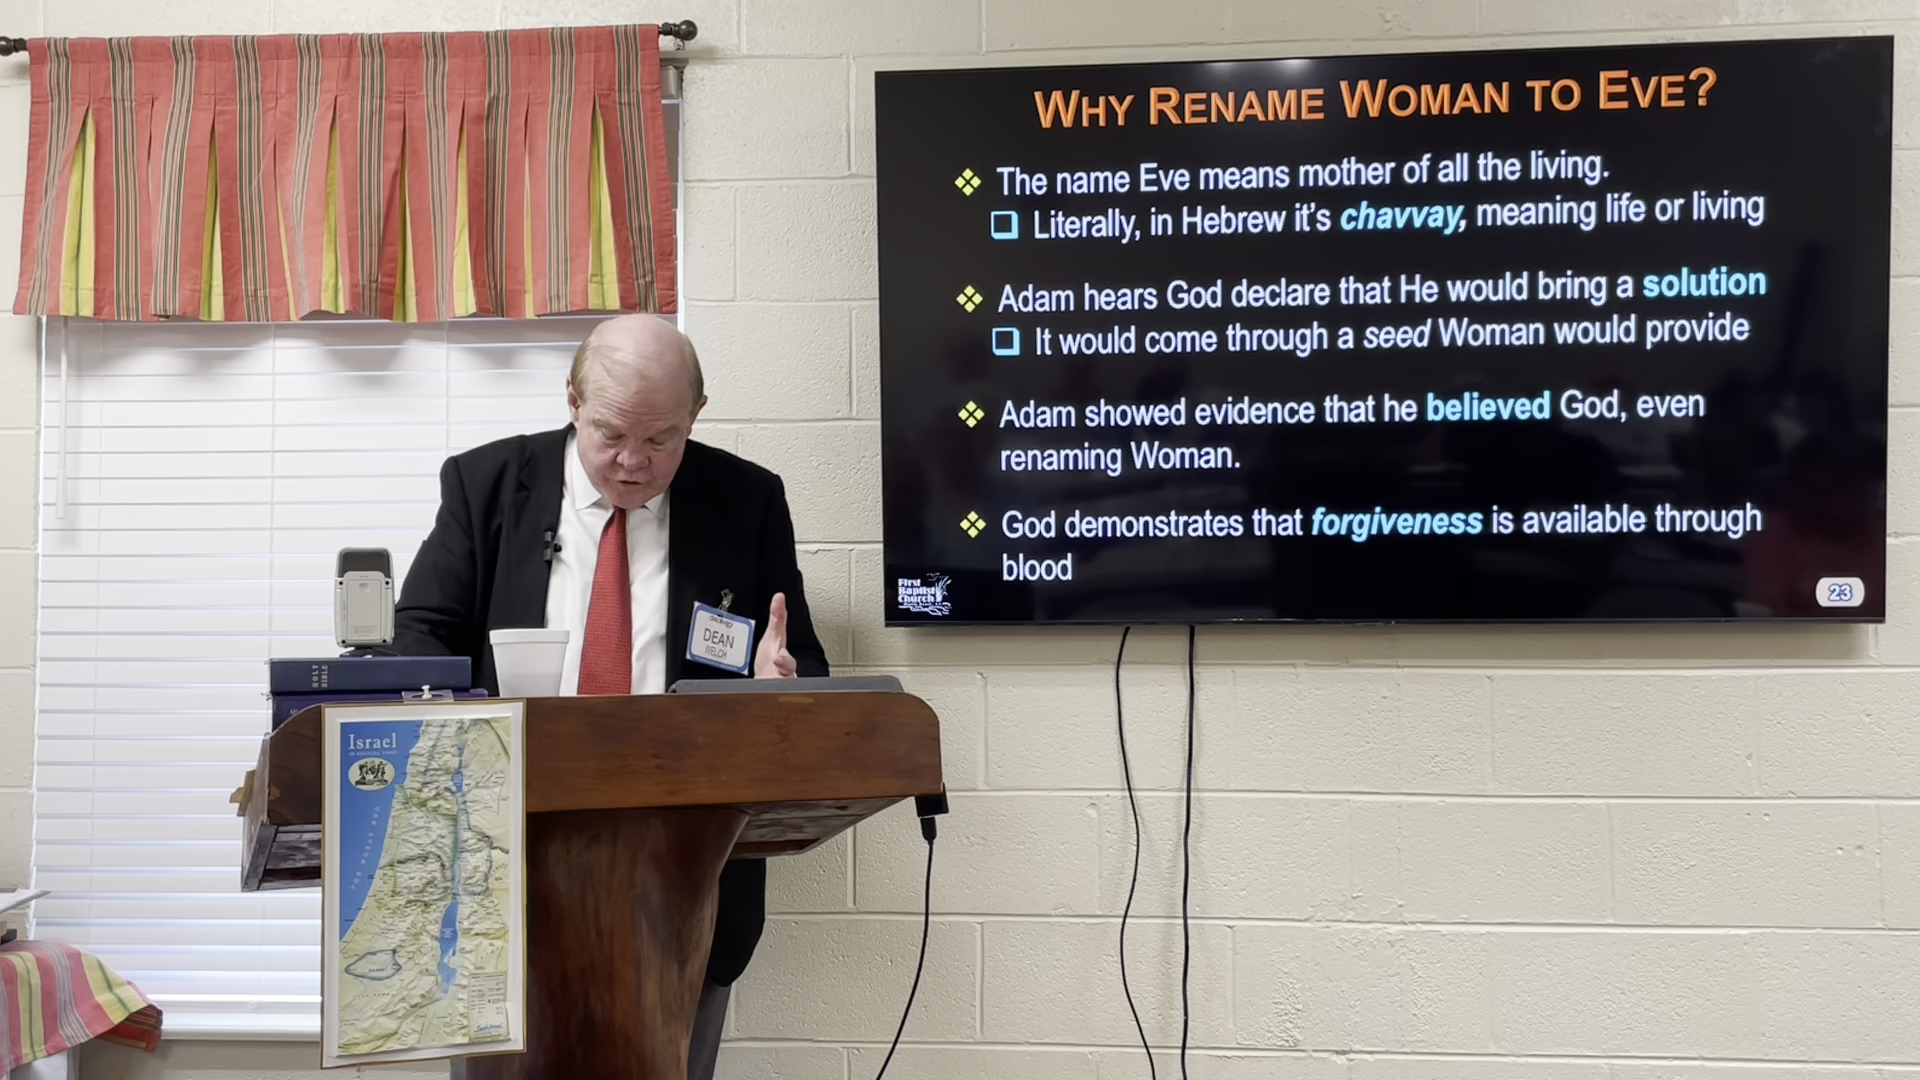 WHY RENAME WOMAN TO EVE?
❖ The name Eve means mother of all the living.
❑ Literally, in Hebrew it's chavvay, meaning life or living
❖ Adam hears God declare that He would bring a solution
❑ It would come through a seed Woman would provide
❖ Adam showed evidence that he believed God, even
renaming Woman.
❖ God demonstrates that forgiveness is available through
blood
First
Baptist
Church
23
DEAN
WELCH
HOLY
BIBLE
Israel